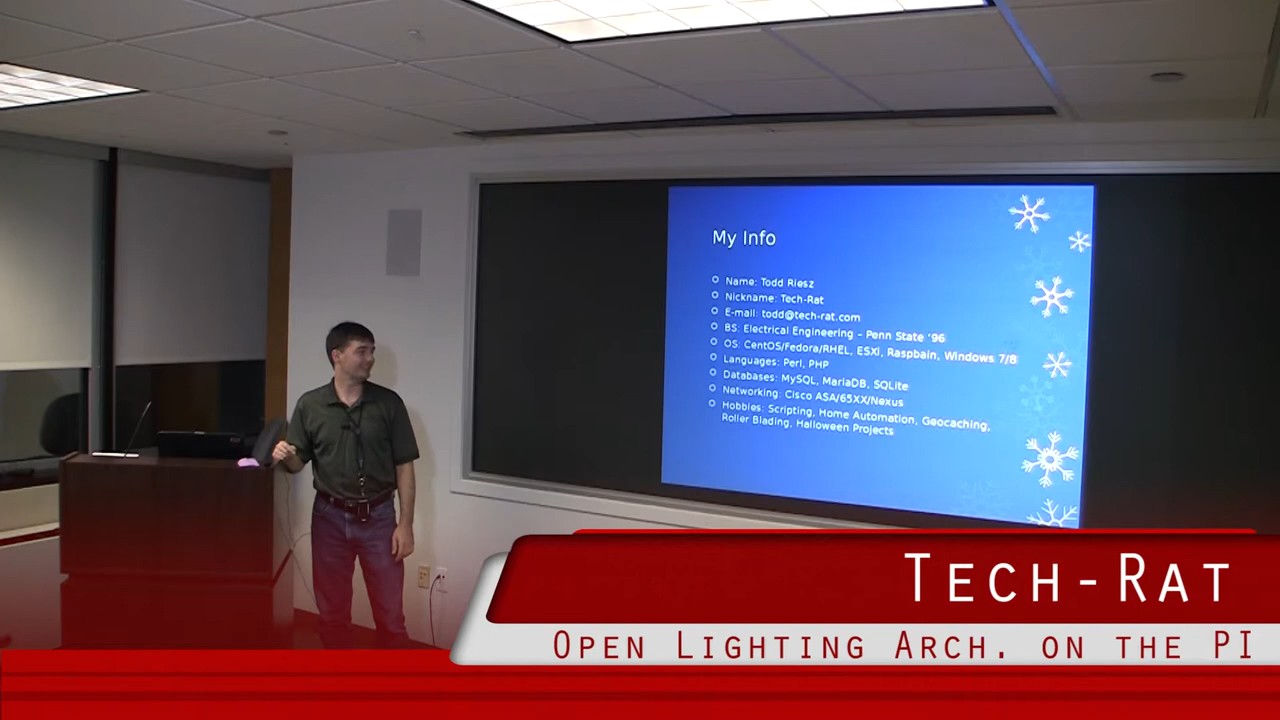 My Info
Name: Todd Riesz
Nickname: Tech-Rat
E-mail: todd@tech-rat.com
BS: Electrical Engineering – Penn State '96
OS: CentOS/Fedora/RHEL, ESXi, Raspbain, Windows 7/8
Languages: Perl, PHP
Databases: MySQL, MariaDB, SQLite
Networking: Cisco ASA/65XX/Nexus
Hobbies: Scripting, Home Automation, Geocaching,
Roller Blading, Halloween Projects
Tech-Rat
Open Lighting Arch. on the PI